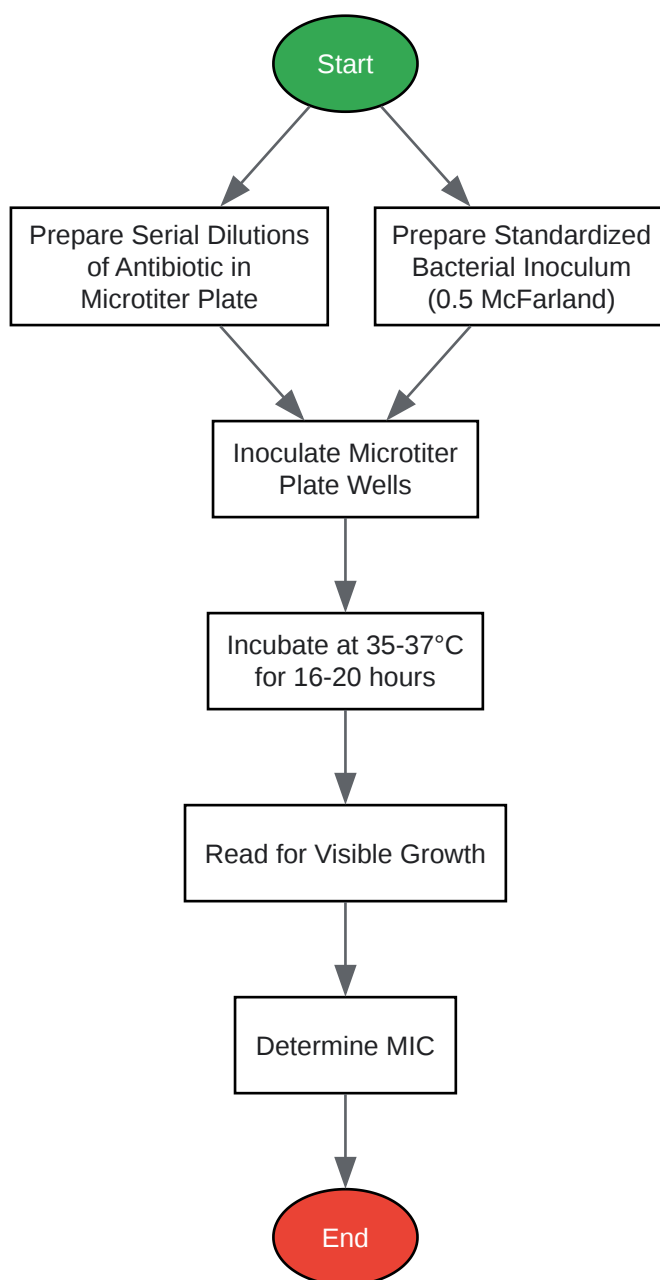 Start
Prepare Serial Dilutions
of Antibiotic in
Microtiter Plate
Prepare Standardized
Bacterial Inoculum
(0.5 McFarland)
Inoculate Microtiter
Plate Wells
Incubate at 35-37°C
for 16-20 hours
Read for Visible Growth
Determine MIC
End